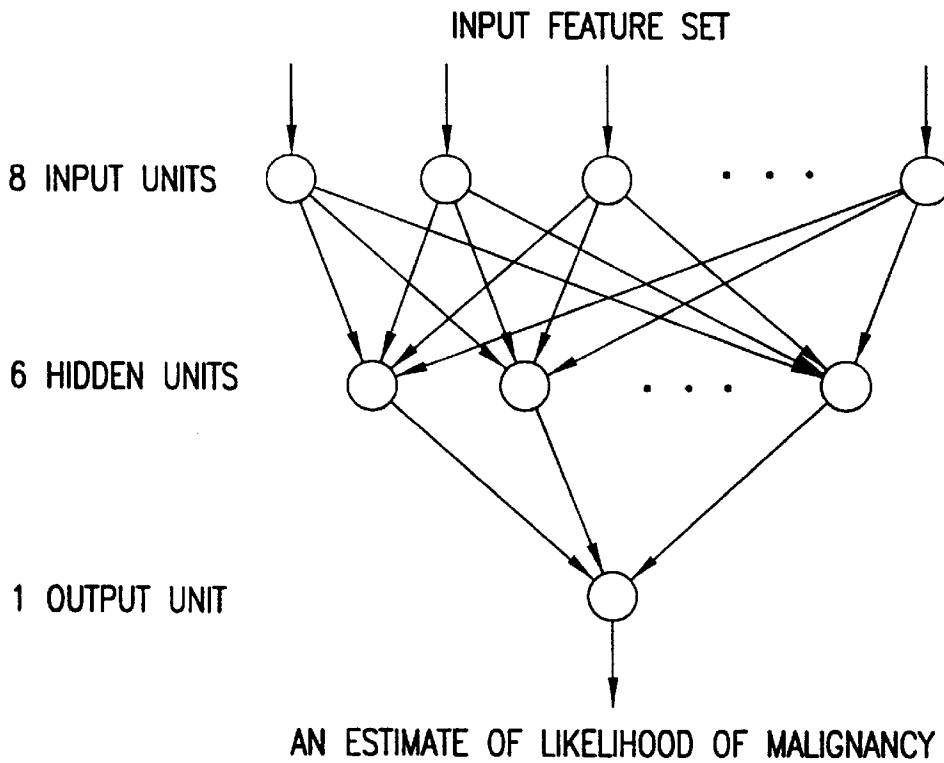 INPUT FEATURE SET
8 INPUT UNITS
6 HIDDEN UNITS
1 OUTPUT UNIT
AN ESTIMATE OF LIKELIHOOD OF MALIGNANCY